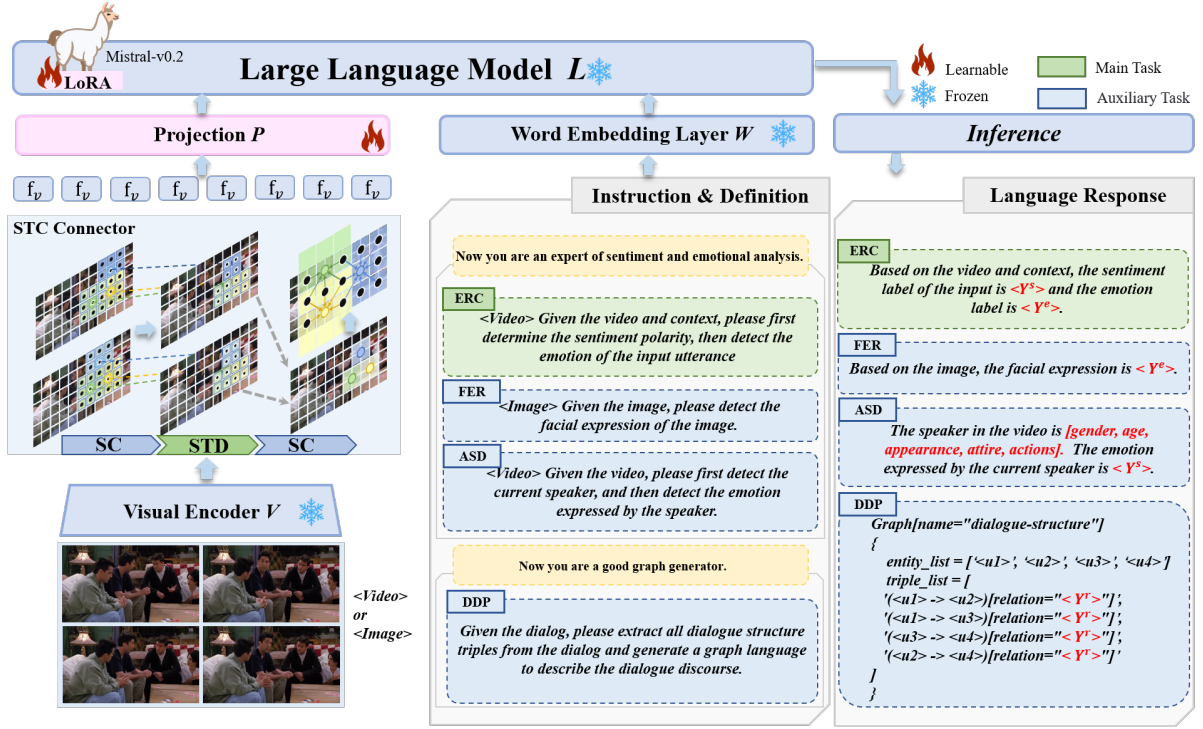 Mistral-v0.2
LoRA
Large Language Model L
Learnable
Frozen
Main Task
Auxiliary Task
Projection P
Word Embedding Layer W
Inference
fᵥ fᵥ fᵥ fᵥ fᵥ fᵥ fᵥ fᵥ
STC Connector
SC STD SC
Visual Encoder V
<Video>
or
<Image>
Instruction & Definition
Now you are an expert of sentiment and emotional analysis.
ERC
<Video> Given the video and context, please first
determine the sentiment polarity, then detect the
emotion of the input utterance
FER
<Image> Given the image, please detect the
facial expression of the image.
ASD
<Video> Given the video, please first detect the
current speaker, and then detect the emotion
expressed by the speaker.
Now you are a good graph generator.
DDP
Given the dialog, please extract all dialogue structure
triples from the dialog and generate a graph language
to describe the dialogue discourse.
Language Response
ERC
Based on the video and context, the sentiment
label of the input is <Yˢ> and the emotion
label is < Yᵉ>.
FER
Based on the image, the facial expression is < Yᵉ>.
ASD
The speaker in the video is [gender, age,
appearance, attire, actions]. The emotion
expressed by the current speaker is < Yˢ>.
DDP
Graph[name="dialogue-structure"]
{
entity_list = ['<u1>', '<u2>', '<u3>', '<u4>']
triple_list = [
'(<u1> -> <u2>)[relation="< Yʳ>"]',
'(<u1> -> <u3>)[relation="< Yʳ>"]',
'(<u3> -> <u4>)[relation="< Yʳ>"]',
'(<u2> -> <u4>)[relation="< Yʳ>"]'
]
}